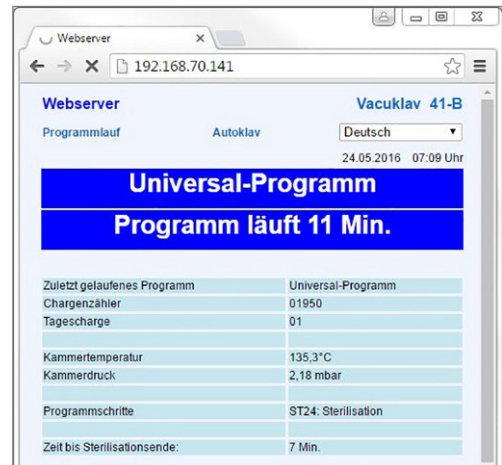 Webserver
192.168.70.141
Webserver Vacuklav 41-B
Programmlauf Autoklav Deutsch
24.05.2016 07:09 Uhr
Universal-Programm
Programm läuft 11 Min.
Zuletzt gelaufenes Programm Universal-Programm
Chargenzähler 01950
Tagescharge 01
Kammertemperatur 135,3°C
Kammerdruck 2,18 mbar
Programmschritte ST24: Sterilisation
Zeit bis Sterilisationsende: 7 Min.